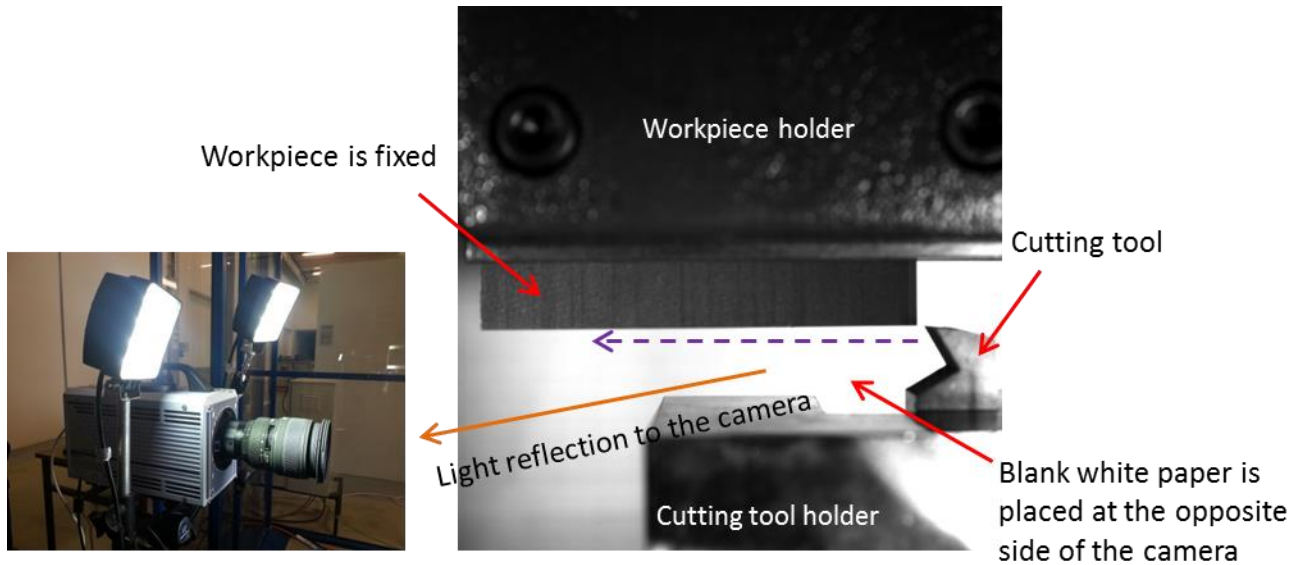 Workpiece holder
Workpiece is fixed
Cutting tool
Light reflection to the camera
Blank white paper is
placed at the opposite
side of the camera
Cutting tool holder